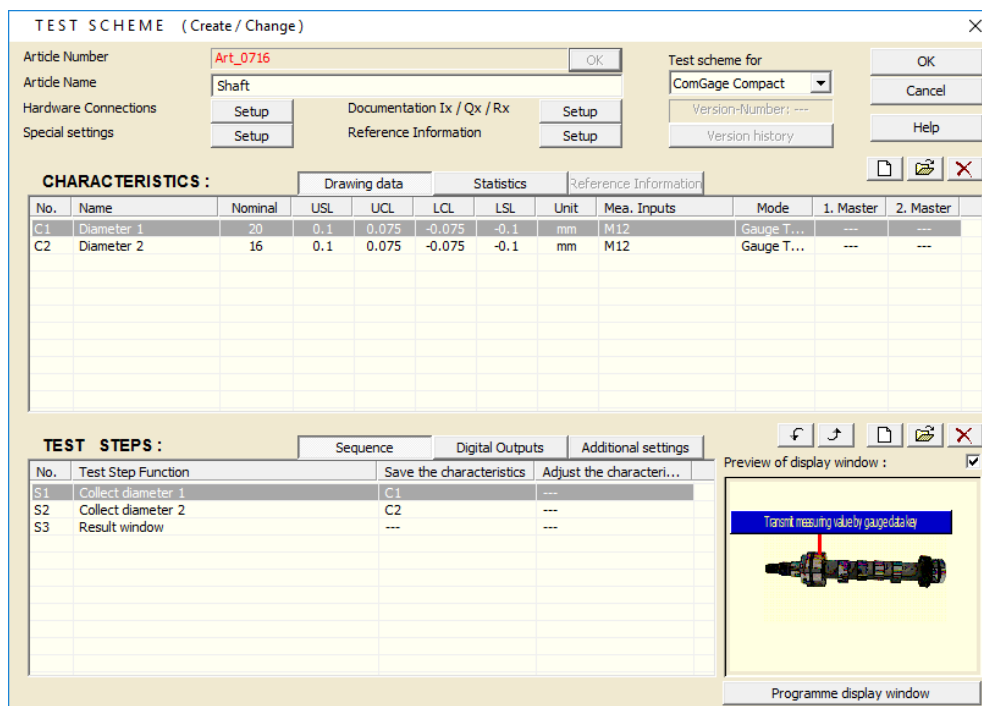 TEST SCHEME ( Create / Change )
Article Number Art_0716 OK Test scheme for OK
Article Name Shaft ComGage Compact Cancel
Hardware Connections Setup Documentation Ix / Qx / Rx Setup Version-Number: ---
Special settings Setup Reference Information Setup Version history Help
CHARACTERISTICS : Drawing data Statistics Reference Information
No. Name Nominal USL UCL LCL LSL Unit Mea. Inputs Mode 1. Master 2. Master
C1 Diameter 1 20 0.1 0.075 -0.075 -0.1 mm M12 Gauge T... --- ---
C2 Diameter 2 16 0.1 0.075 -0.075 -0.1 mm M12 Gauge T... --- ---
TEST STEPS : Sequence Digital Outputs Additional settings
Preview of display window :
No. Test Step Function Save the characteristics Adjust the characteri...
S1 Collect diameter 1 C1 ---
S2 Collect diameter 2 C2 ---
S3 Result window --- ---
Transmit measuring value by gauge data key
Programme display window